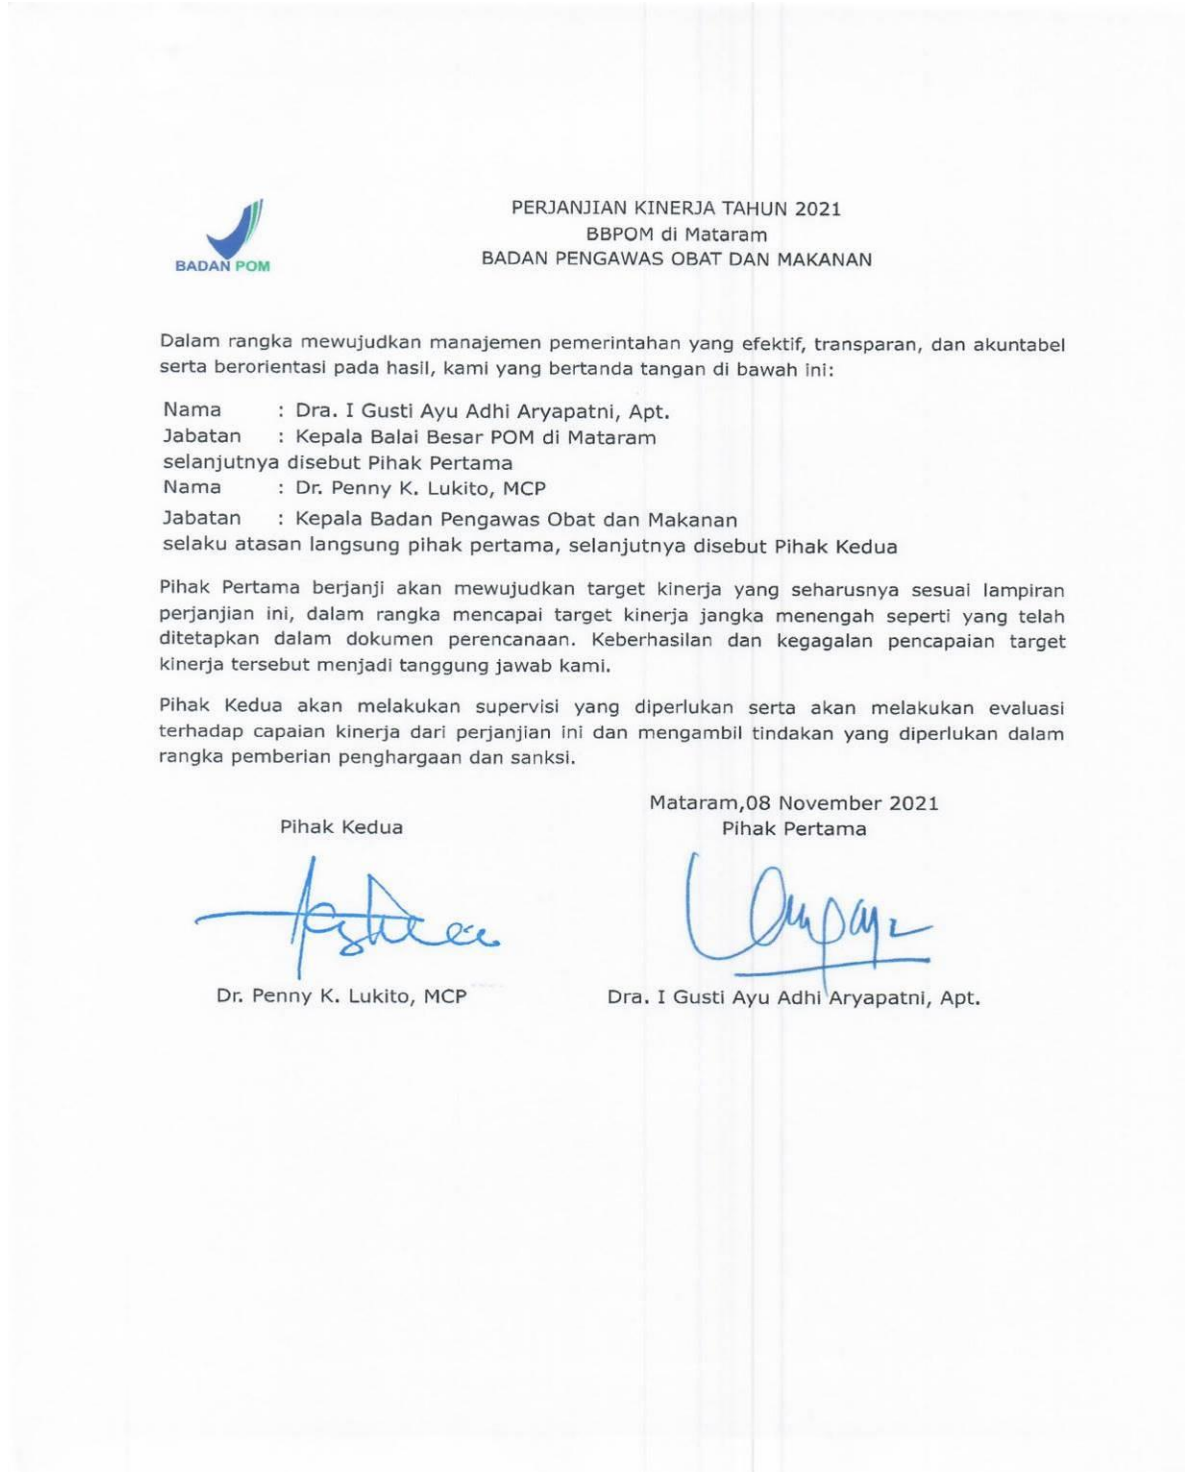 BADAN POM
PERJANJIAN KINERJA TAHUN 2021
BBPOM di Mataram
BADAN PENGAWAS OBAT DAN MAKANAN
Dalam rangka mewujudkan manajemen pemerintahan yang efektif, transparan, dan akuntabel
serta berorientasi pada hasil, kami yang bertanda tangan di bawah ini:
Nama : Dra. I Gusti Ayu Adhi Aryapatni, Apt.
Jabatan : Kepala Balai Besar POM di Mataram
selanjutnya disebut Pihak Pertama
Nama : Dr. Penny K. Lukito, MCP
Jabatan : Kepala Badan Pengawas Obat dan Makanan
selaku atasan langsung pihak pertama, selanjutnya disebut Pihak Kedua
Pihak Pertama berjanji akan mewujudkan target kinerja yang seharusnya sesuai lampiran
perjanjian ini, dalam rangka mencapai target kinerja jangka menengah seperti yang telah
ditetapkan dalam dokumen perencanaan. Keberhasilan dan kegagalan pencapaian target
kinerja tersebut menjadi tanggung jawab kami.
Pihak Kedua akan melakukan supervisi yang diperlukan serta akan melakukan evaluasi
terhadap capaian kinerja dari perjanjian ini dan mengambil tindakan yang diperlukan dalam
rangka pemberian penghargaan dan sanksi.
Mataram,08 November 2021
Pihak Kedua
Pihak Pertama
Dr. Penny K. Lukito, MCP
Dra. I Gusti Ayu Adhi Aryapatni, Apt.